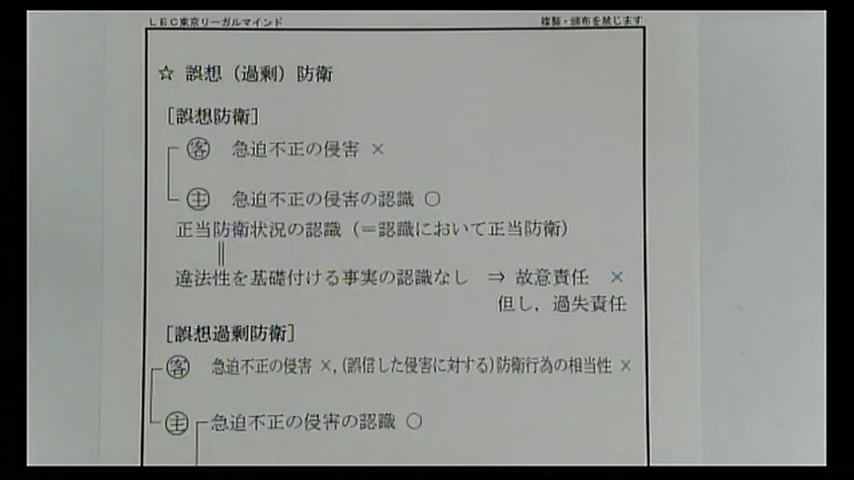 LEC東京リーガルマインド
複製・頒布を禁じます
☆ 誤想（過剰）防衛
［誤想防衛］
客 急迫不正の侵害 ×
主 急迫不正の侵害の認識 ○
正当防衛状況の認識（＝認識において正当防衛）
||
違法性を基礎付ける事実の認識なし ⇒ 故意責任 ×
但し，過失責任
［誤想過剰防衛］
客 急迫不正の侵害 ×，（誤信した侵害に対する）防衛行為の相当性 ×
主 急迫不正の侵害の認識 ○